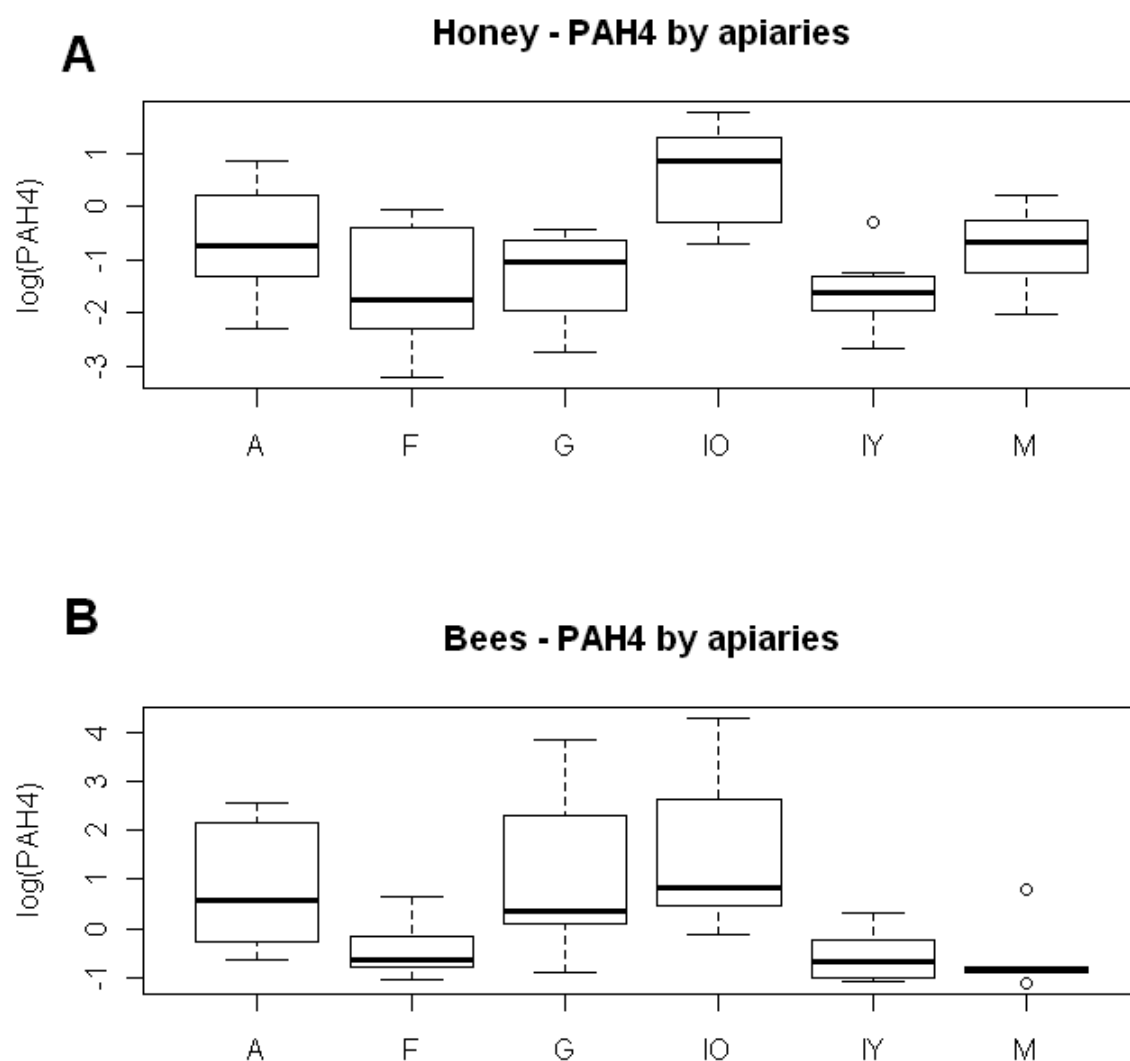 A
Honey - PAH4 by apiaries
log(PAH4)
1
0
-1
-2
-3
A F G IO IY M
B
Bees - PAH4 by apiaries
log(PAH4)
4
3
2
1
0
-1
A F G IO IY M